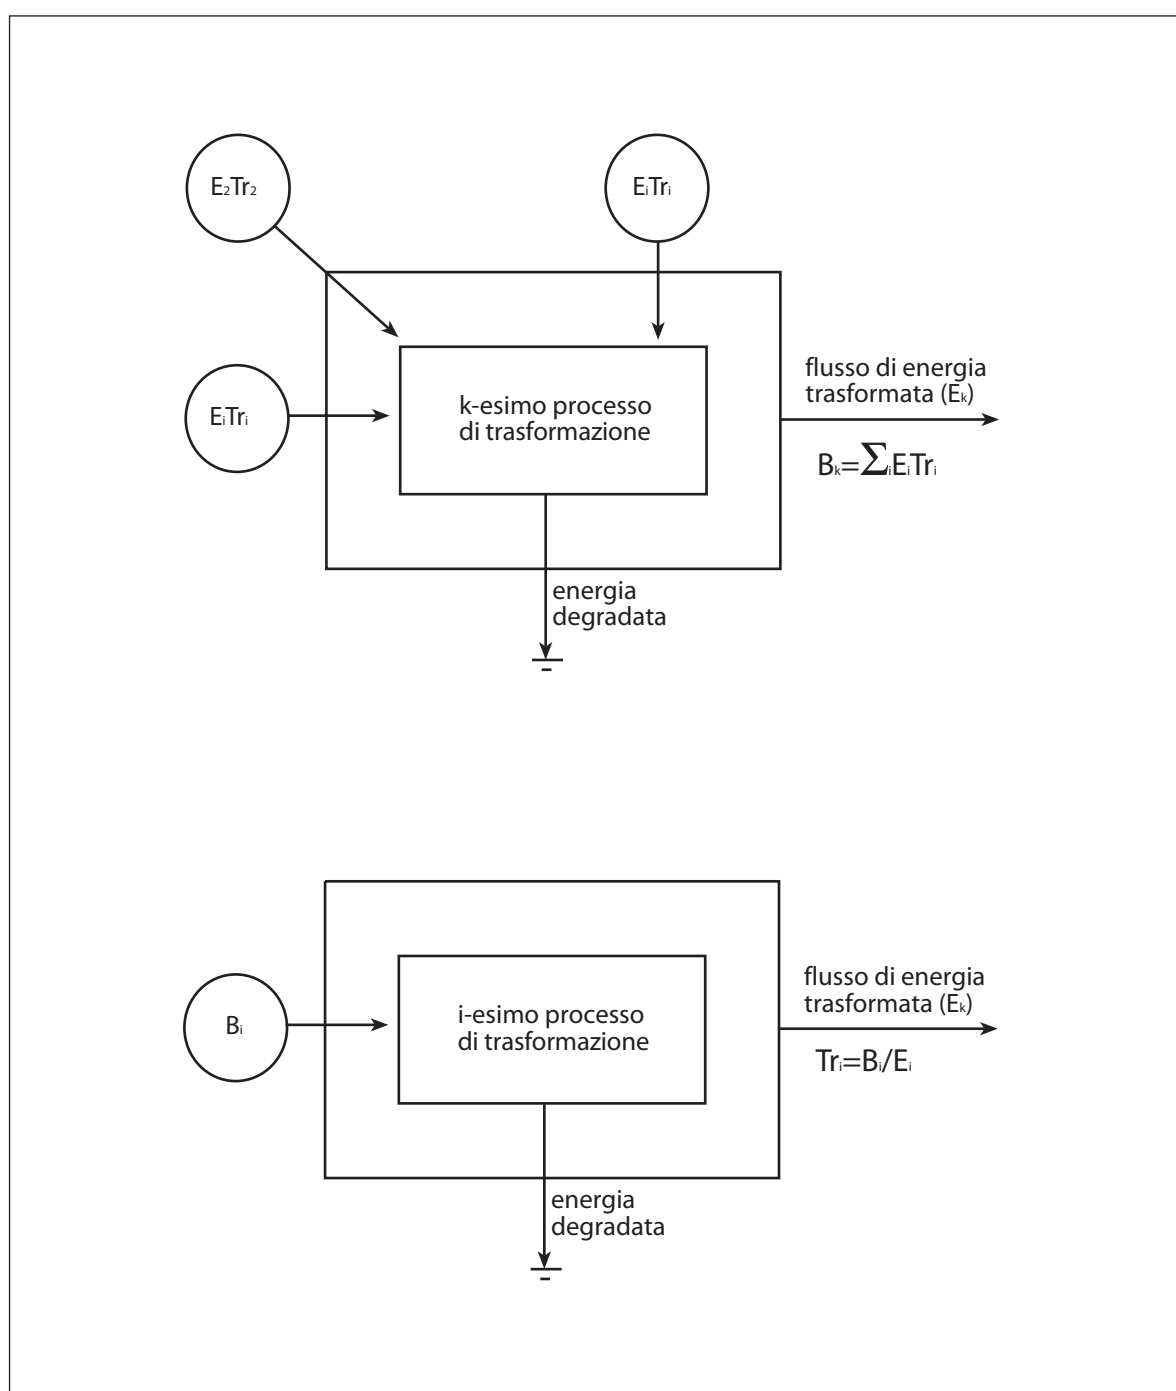 E₂Tr₂
EᵢTrᵢ
EᵢTrᵢ
k-esimo processo
di trasformazione
flusso di energia
trasformata (Eₖ)
Bₖ=∑ᵢEᵢTrᵢ
energia
degradata
Bᵢ
i-esimo processo
di trasformazione
flusso di energia
trasformata (Eₖ)
Trᵢ=Bᵢ/Eᵢ
energia
degradata